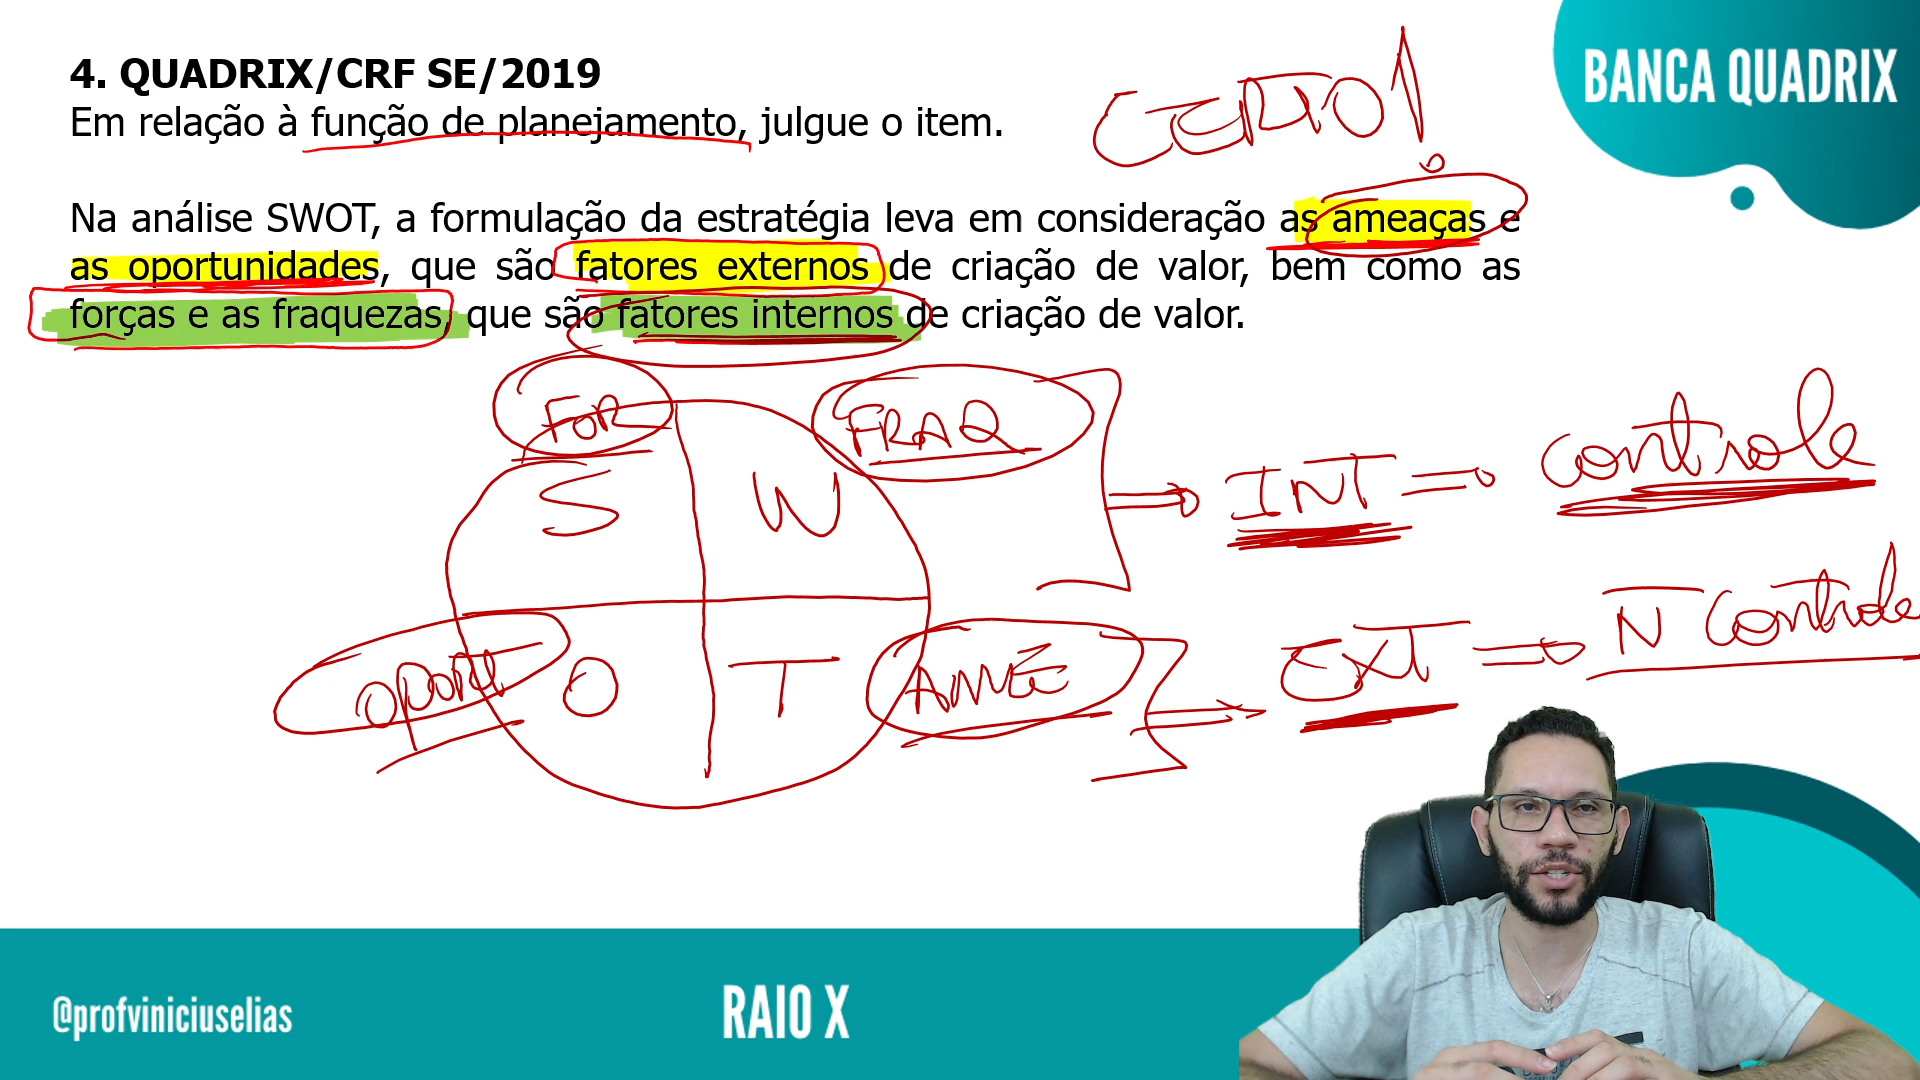 4. QUADRIX/CRF SE/2019
CERTO!
BANCA QUADRIX
Em relação à função de planejamento, julgue o item.
Na análise SWOT, a formulação da estratégia leva em consideração as ameaças e
as oportunidades, que são fatores externos de criação de valor, bem como as
forças e as fraquezas, que são fatores internos de criação de valor.
FOR
FRAQ
S
W
INT
controle
OPORT
O
T
AMEE
EXT
N controle
@profviniciuselias
RAIO X